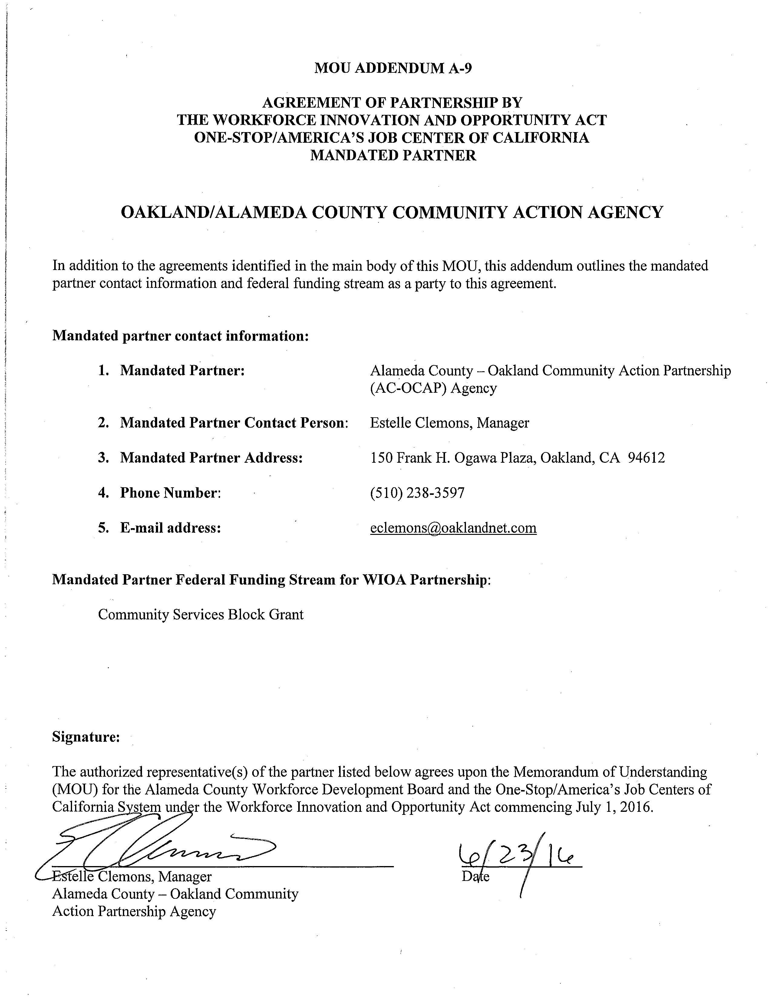 MOU ADDENDUM A-9
AGREEMENT OF PARTNERSHIP BY
THE WORKFORCE INNOVATION AND OPPORTUNITY ACT
ONE-STOP/AMERICA'S JOB CENTER OF CALIFORNIA
MANDATED PARTNER
OAKLAND/ALAMEDA COUNTY COMMUNITY ACTION AGENCY
In addition to the agreements identified in the main body of this MOU, this addendum outlines the mandated
partner contact information and federal funding stream as a party to this agreement.
Mandated partner contact information:
1. Mandated Partner: Alameda County – Oakland Community Action Partnership
(AC-OCAP) Agency
2. Mandated Partner Contact Person: Estelle Clemons, Manager
3. Mandated Partner Address: 150 Frank H. Ogawa Plaza, Oakland, CA 94612
4. Phone Number: (510) 238-3597
5. E-mail address: eclemons@oaklandnet.com
Mandated Partner Federal Funding Stream for WIOA Partnership:
Community Services Block Grant
Signature:
The authorized representative(s) of the partner listed below agrees upon the Memorandum of Understanding
(MOU) for the Alameda County Workforce Development Board and the One-Stop/America's Job Centers of
California System under the Workforce Innovation and Opportunity Act commencing July 1, 2016.
E Clemons 6/23/16
Estelle Clemons, Manager Date
Alameda County – Oakland Community
Action Partnership Agency